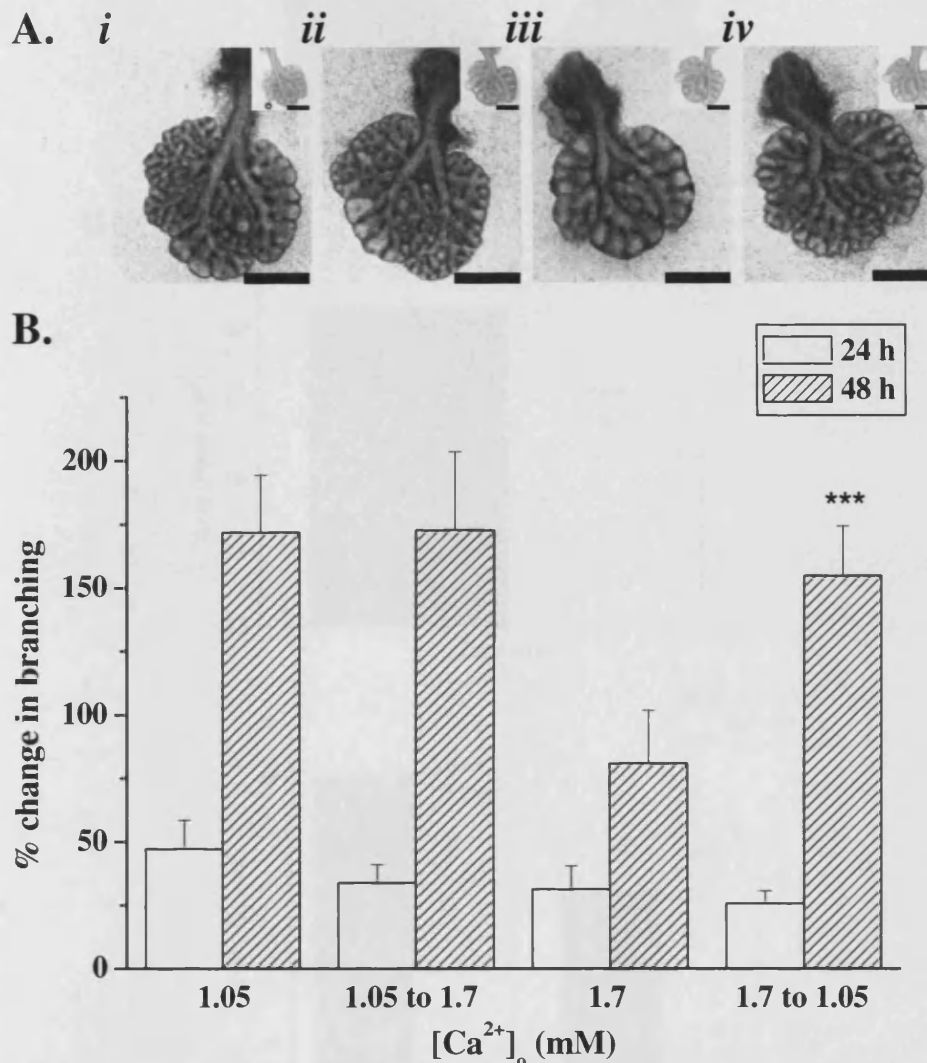 A. i ii iii iv
B.
24 h
48 h
200
150
100
50
0
% change in branching
***
1.05 1.05 to 1.7 1.7 1.7 to 1.05
[Ca²⁺]ₒ (mM)